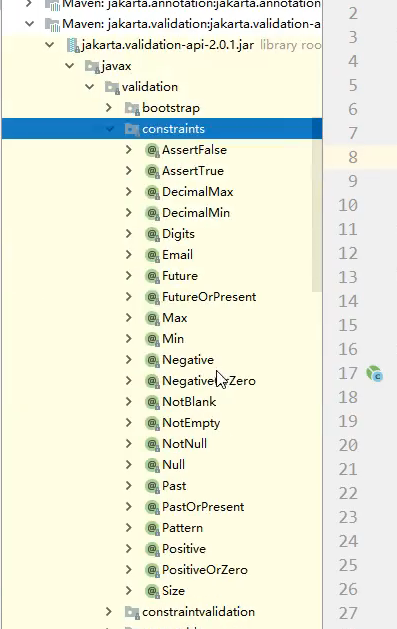 Maven: jakarta.annotation:jakarta.annotation
Maven: jakarta.validation:jakarta.validation-a
jakarta.validation-api-2.0.1.jar library roo
javax
validation
bootstrap
constraints
AssertFalse
AssertTrue
DecimalMax
DecimalMin
Digits
Email
Future
FutureOrPresent
Max
Min
Negative
NegativeOrZero
NotBlank
NotEmpty
NotNull
Null
Past
PastOrPresent
Pattern
Positive
PositiveOrZero
Size
constraintvalidation
2
3
4
5
6
7
8
9
10
11
12
13
14
15
16
17
18
19
20
21
22
23
24
25
26
27